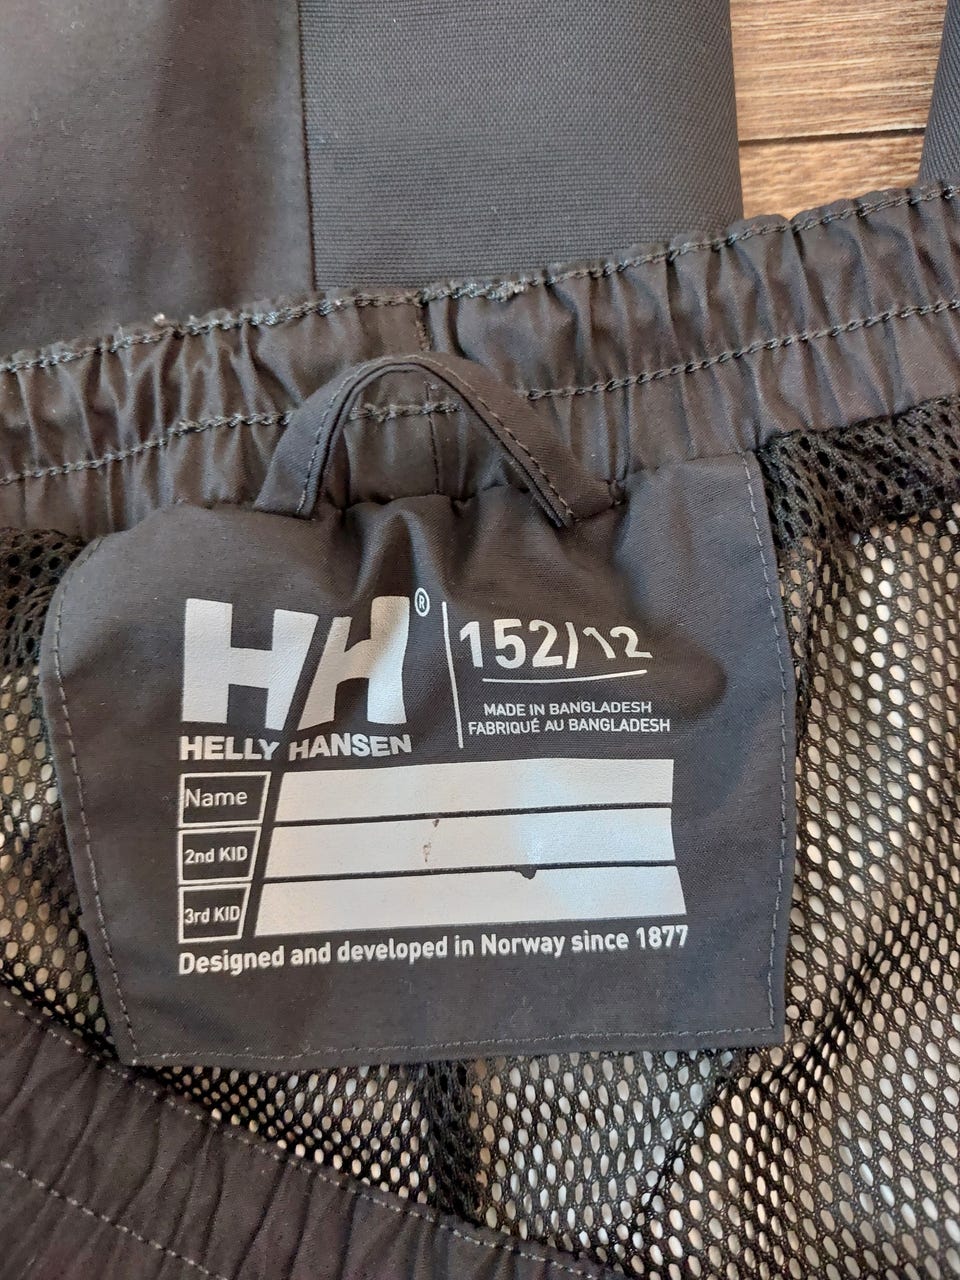 HH®
HELLY HANSEN
152/12
MADE IN BANGLADESH
FABRIQUÉ AU BANGLADESH
Name
2nd KID
3rd KID
Designed and developed in Norway since 1877